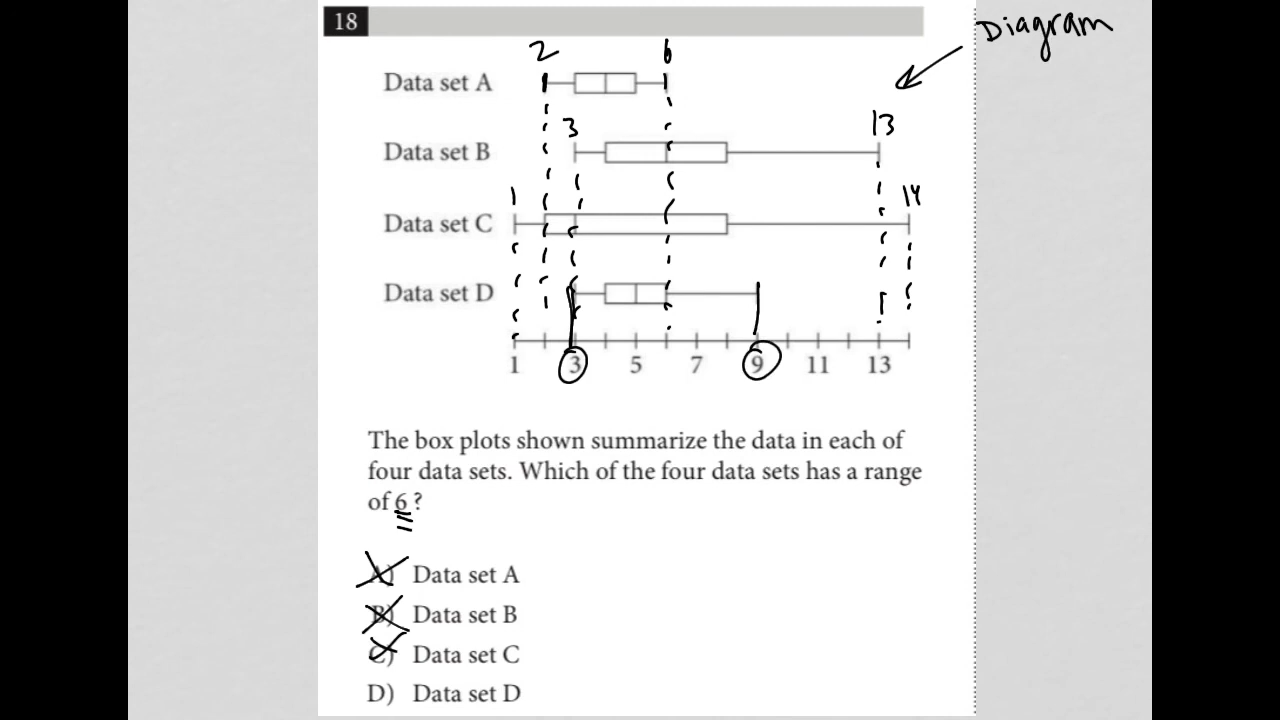 18
Diagram
2 6
Data set A
3 13
Data set B
1 14
Data set C
Data set D
1 3 5 7 9 11 13
The box plots shown summarize the data in each of
four data sets. Which of the four data sets has a range
of 6 ?
A) Data set A
B) Data set B
C) Data set C
D) Data set D